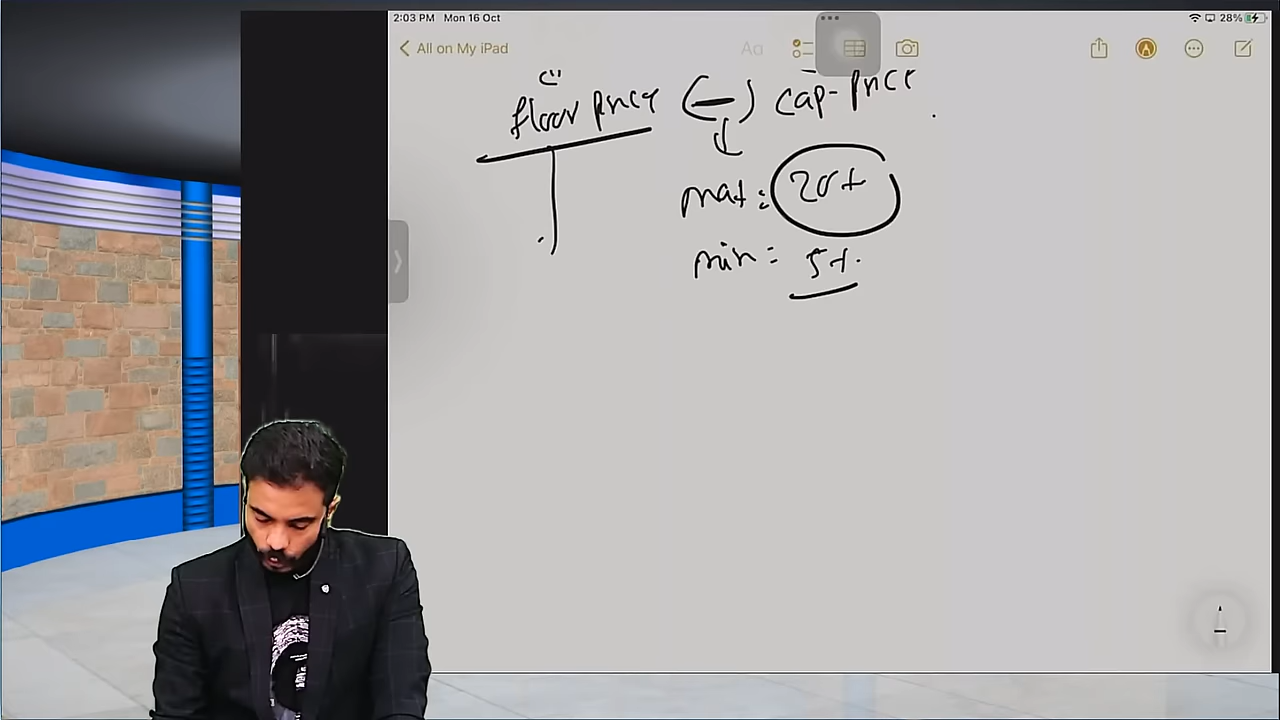 2:03 PM Mon 16 Oct
28%
All on My iPad
Aa
floor price (—) cap-price
max: 20%
min: 5%